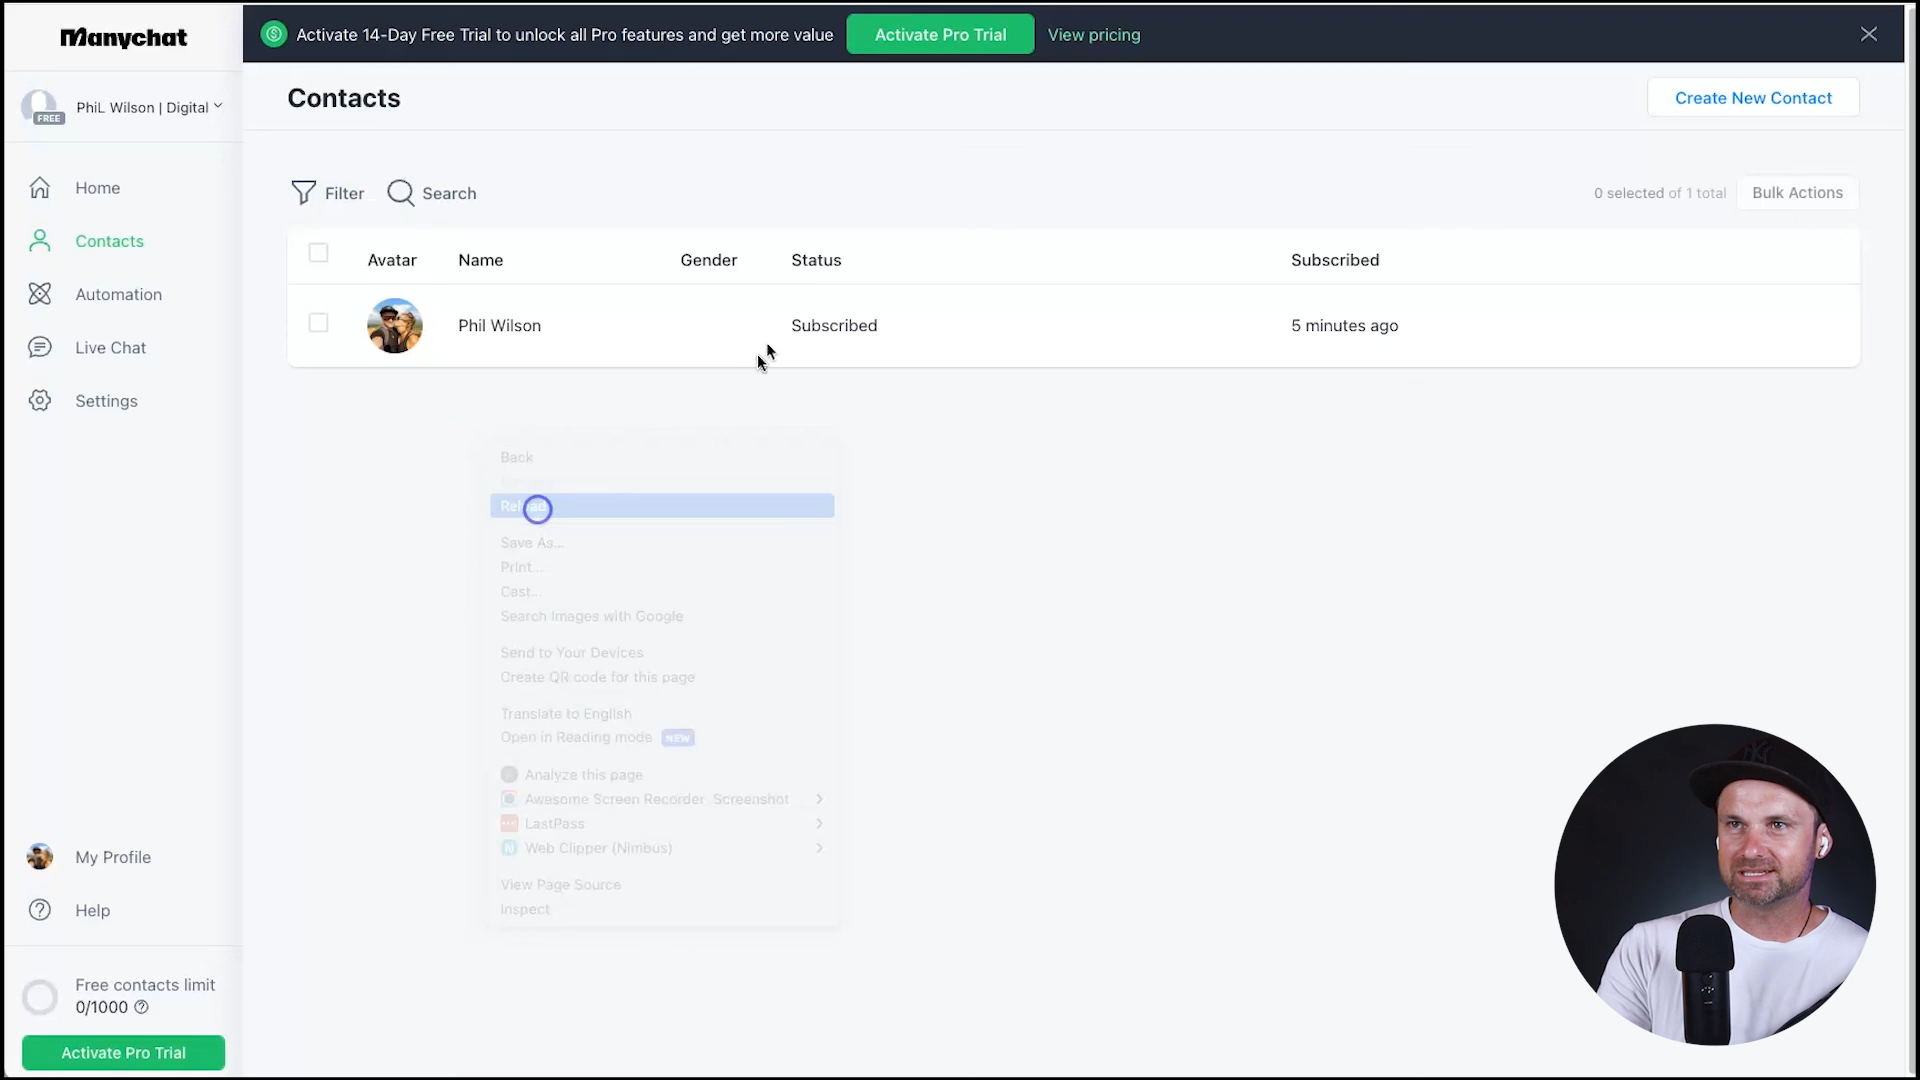 Manychat
Activate 14-Day Free Trial to unlock all Pro features and get more value
Activate Pro Trial
View pricing
FREE
PhiL Wilson | Digital
Contacts
Create New Contact
Home
Contacts
Automation
Live Chat
Settings
Filter
Search
0 selected of 1 total
Bulk Actions
Avatar
Name
Gender
Status
Subscribed
Phil Wilson
Subscribed
5 minutes ago
Back
Reload
Save As...
Print...
Cast...
Search Images with Google
Send to Your Devices
Create QR code for this page
Translate to English
Open in Reading mode NEW
Analyze this page
Awesome Screen Recorder Screenshot
LastPass
Web Clipper (Nimbus)
View Page Source
Inspect
My Profile
Help
Free contacts limit
0/1000
Activate Pro Trial